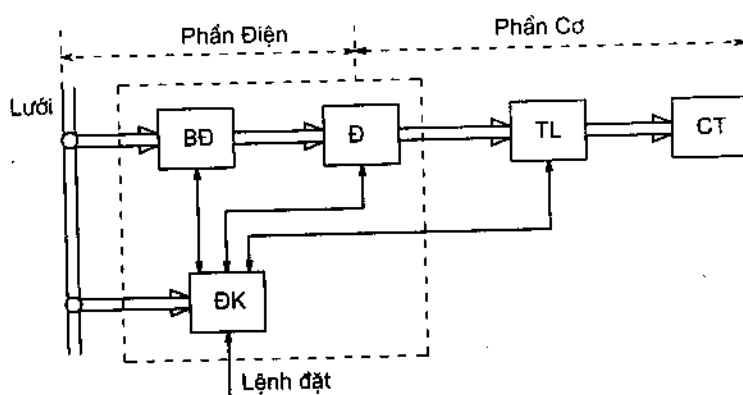 Phần Điện
Phần Cơ
Lưới
BĐ
Đ
TL
CT
ĐK
Lệnh đặt